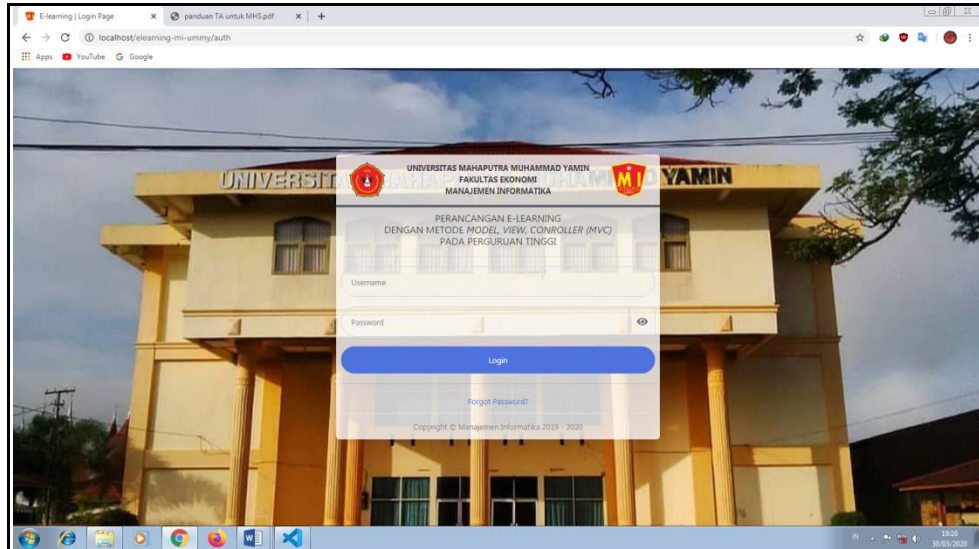 E-learning | Login Page
panduan TA untuk MHS.pdf
localhost/elearning-mi-ummy/auth
Apps
YouTube
Google
UNIVERSIT
YAMIN
UNIVERSITAS MAHAPUTRA MUHAMMAD YAMIN
FAKULTAS EKONOMI
MANAJEMEN INFORMATIKA
MI
PERANCANGAN E-LEARNING
DENGAN METODE MODEL, VIEW, CONROLLER (MVC)
PADA PERGURUAN TINGGI
Username
Password
Login
Forgot Password?
Copyright © Manajemen Informatika 2019 - 2020
IN
19:16
30/03/2020